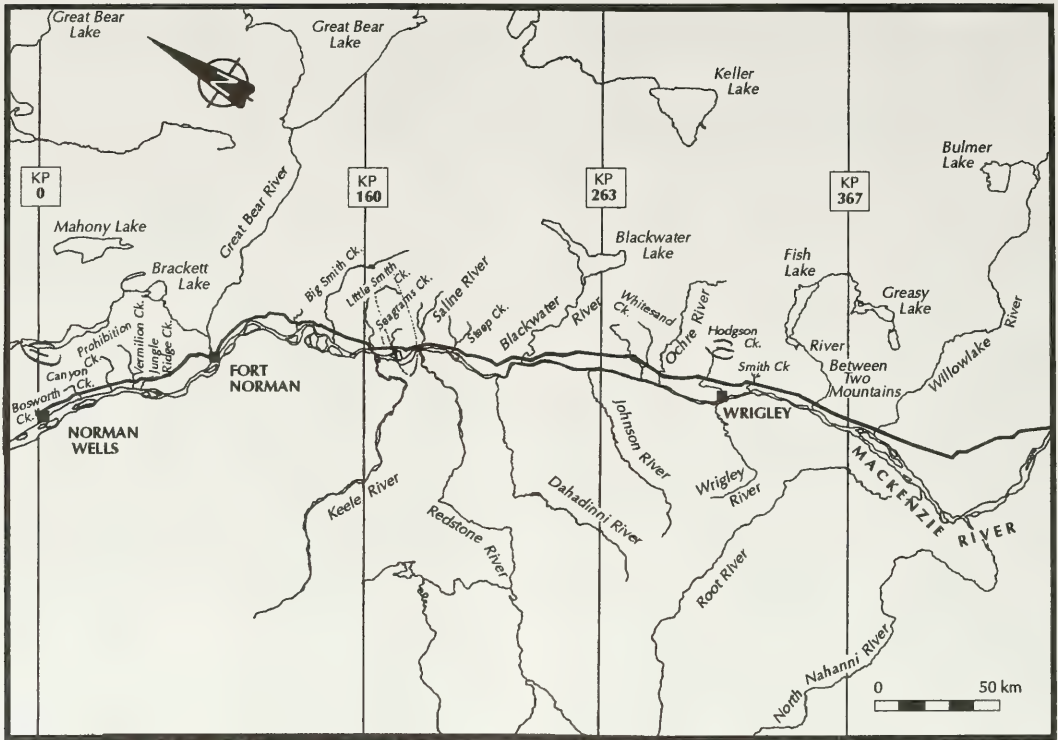 Great Bear
Lake
Great Bear
Lake
N
Keller
Lake
Bulmer
Lake
KP
0
KP
160
KP
263
KP
367
Great Bear River
Mahony Lake
Brackett
Lake
Big Smith Ck.
Little Smith
Ck.
Seagrams Ck.
Saline River
Steep Ck.
Blackwater
River
Blackwater
Lake
Whitesand
Ck
Ochre River
Hodgson
Ck.
Smith Ck
Fish
Lake
Greasy
Lake
River
Between
Two
Mountains
Willowlake
River
Bosworth
Ck.
Canyon
Ck.
Prohibition
Ck.
Vermilion Ck.
Jungle
Ridge Ck.
NORMAN
WELLS
FORT
NORMAN
WRIGLEY
Keele River
Redstone
River
Dahadinni River
Johnson River
Wrigley
River
Root River
MACKENZIE
RIVER
North Nahanni River
0 50 km